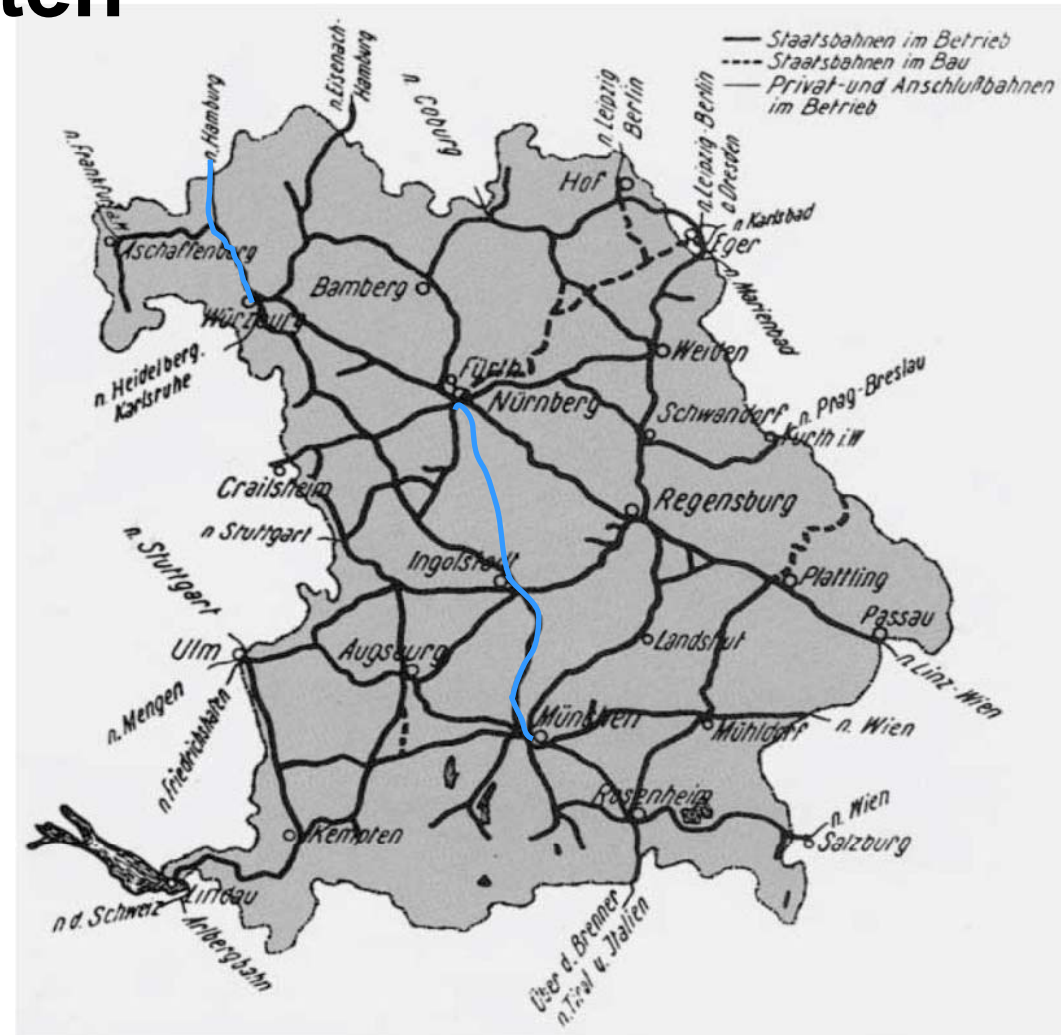 ten
Staatsbahnen im Betrieb
Staatsbahnen im Bau
Privat-und Anschlußbahnen
im Betrieb
n. Frankfurt a.M
n. Hamburg
n. Eisenach-
Hamburg
n Coburg
n. Leipzig
Berlin
n. Leipzig-Berlin
Dresden
n Karlsbad
Hof
Eger
n. Marienbad
Aschaffenburg
Bamberg
Würzburg
n. Heidelberg-
Karlsruhe
Fürth
Nürnberg
Weiden
Schwandorf
n. Prag-Breslau
Furth i.W
Crailsheim
n Stuttgart
Regensburg
n. Stuttgart
Ingolstadt
Plattling
Passau
n. Linz-Wien
Ulm
Augsburg
Landshut
n. Mengen
n Friedrichshafen
München
Mühldorf
n. Wien
Rosenheim
n. Wien
Salzburg
Kempten
Lindau
n d. Schweiz
Arlbergbahn
Über d. Brenner
n. Tirol u. Italien